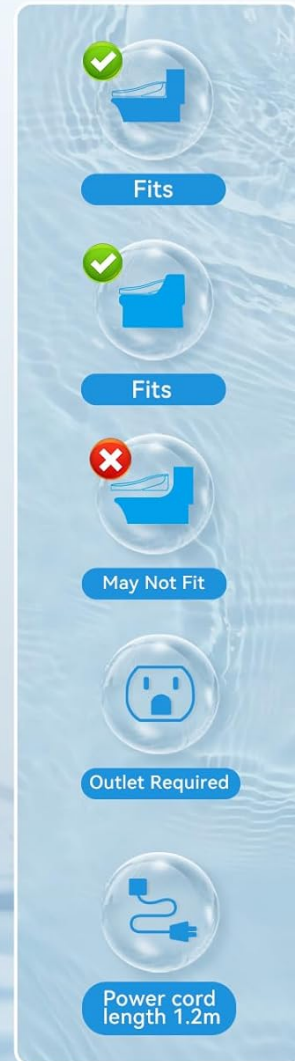 Fits
Fits
May Not Fit
Outlet Required
Power cord
length 1.2m